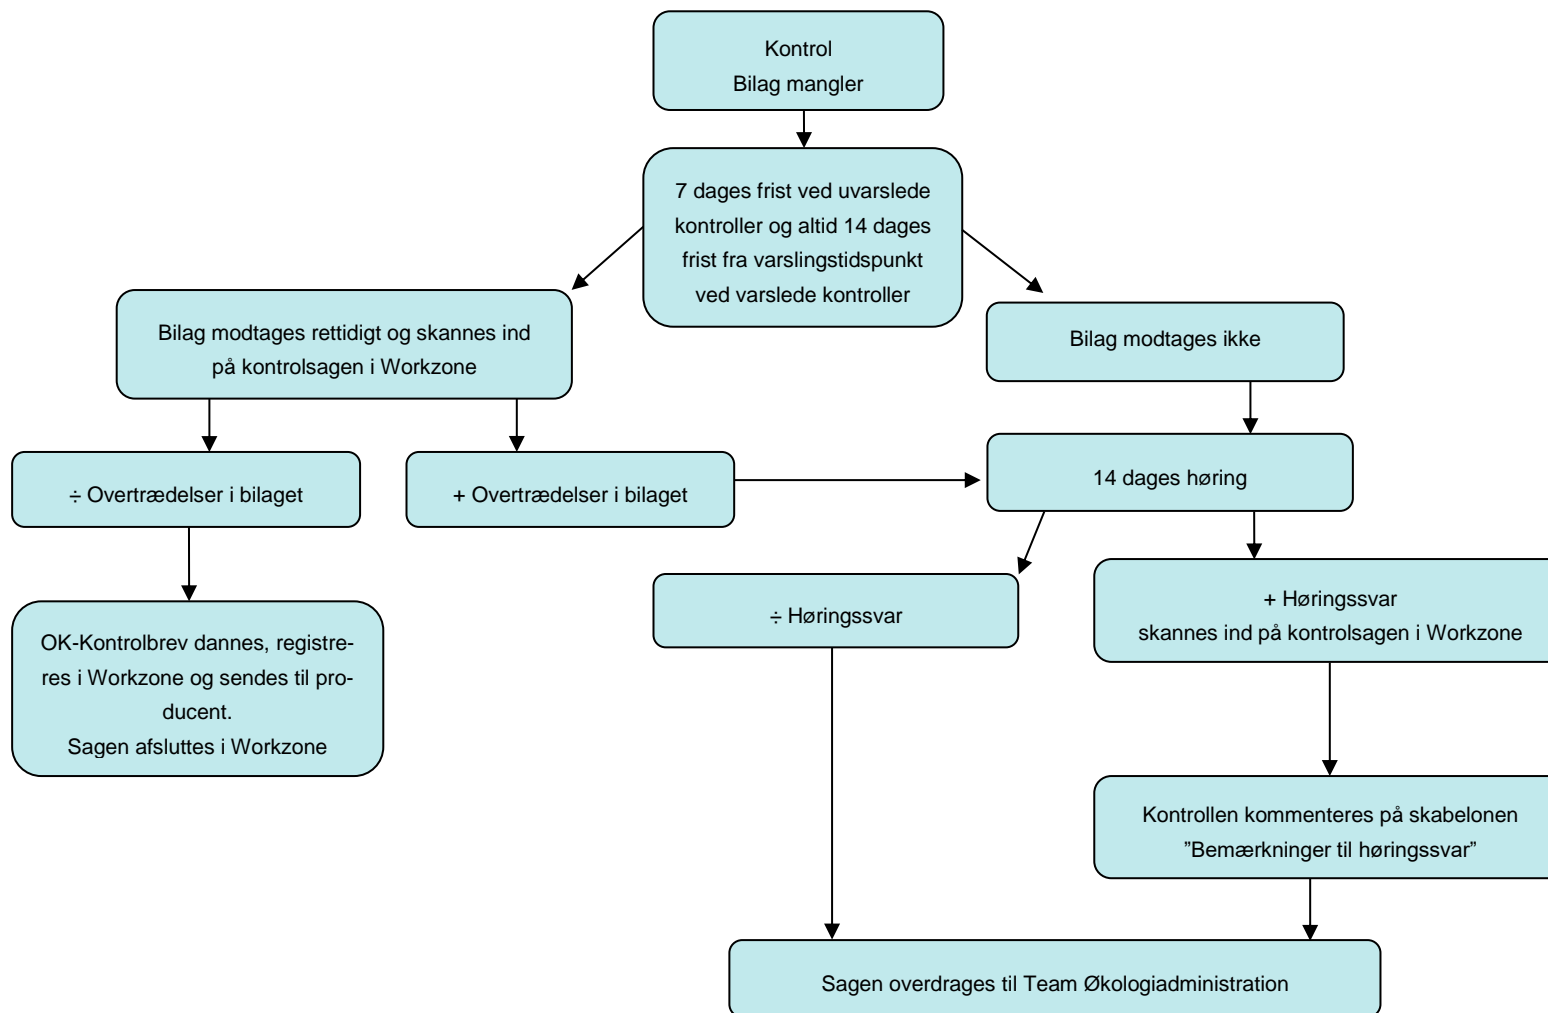 Kontrol
Bilag mangler
7 dages frist ved uvarslede
kontroller og altid 14 dages
frist fra varslingstidspunkt
ved varslede kontroller
Bilag modtages rettidigt og skannes ind
på kontrolsagen i Workzone
Bilag modtages ikke
÷ Overtrædelser i bilaget
+ Overtrædelser i bilaget
14 dages høring
OK-Kontrolbrev dannes, registre-
res i Workzone og sendes til pro-
ducent.
Sagen afsluttes i Workzone
÷ Høringssvar
+ Høringssvar
skannes ind på kontrolsagen i Workzone
Kontrollen kommenteres på skabelonen
”Bemærkninger til høringssvar”
Sagen overdrages til Team Økologiadministration